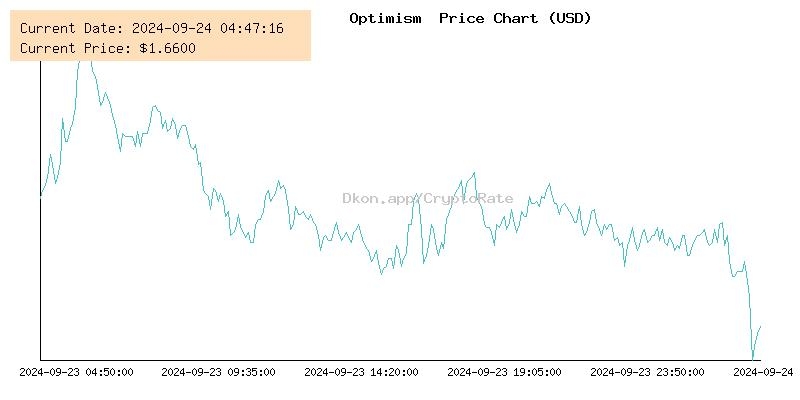 Optimism Price Chart (USD)
Current Date: 2024-09-24 04:47:16
Current Price: $1.6600
Dkon.app/CryptoRate
2024-09-23 04:50:00 2024-09-23 09:35:00 2024-09-23 14:20:00 2024-09-23 19:05:00 2024-09-23 23:50:00 2024-09-24